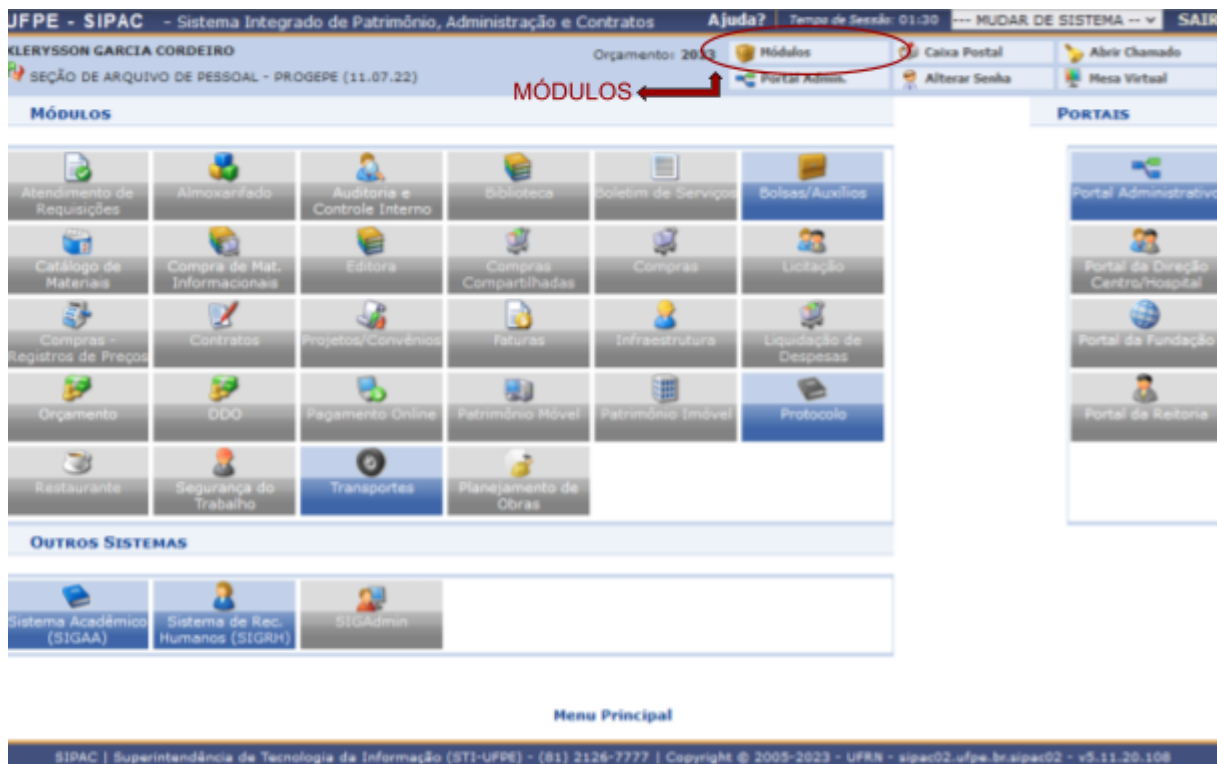 UFPE - SIPAC - Sistema Integrado de Patrimônio, Administração e Contratos Ajuda? | Tempo de Sessão: 01:30 --- MUDAR DE SISTEMA -- SAIR
KLERYSSON GARCIA CORDEIRO Orçamento: 2023 Módulos Caixa Postal Abrir Chamado
SEÇÃO DE ARQUIVO DE PESSOAL - PROGEPE (11.07.22) Portal Admin. Alterar Senha Mesa Virtual
MÓDULOS
MÓDULOS PORTAIS
Atendimento de Requisições
Almoxarifado
Auditoria e Controle Interno
Biblioteca
Boletim de Serviços
Bolsas/Auxílios
Portal Administrativo
Catálogo de Materiais
Compra de Mat. Informacionais
Editora
Compras Compartilhadas
Compras
Licitação
Portal da Direção Centro/Hospital
Compras - Registros de Preços
Contratos
Projetos/Convênios
Faturas
Infraestrutura
Liquidação de Despesas
Portal da Fundação
Orçamento
DDO
Pagamento Online
Patrimônio Móvel
Patrimônio Imóvel
Protocolo
Portal da Reitoria
Restaurante
Segurança do Trabalho
Transportes
Planejamento de Obras
OUTROS SISTEMAS
Sistema Acadêmico (SIGAA)
Sistema de Rec. Humanos (SIGRH)
SIGAdmin
Menu Principal
SIPAC | Superintendência de Tecnologia da Informação (STI-UFPE) - (81) 2126-7777 | Copyright © 2005-2023 - UFRN - sipac02.ufpe.br.sipac02 - v5.11.20.108